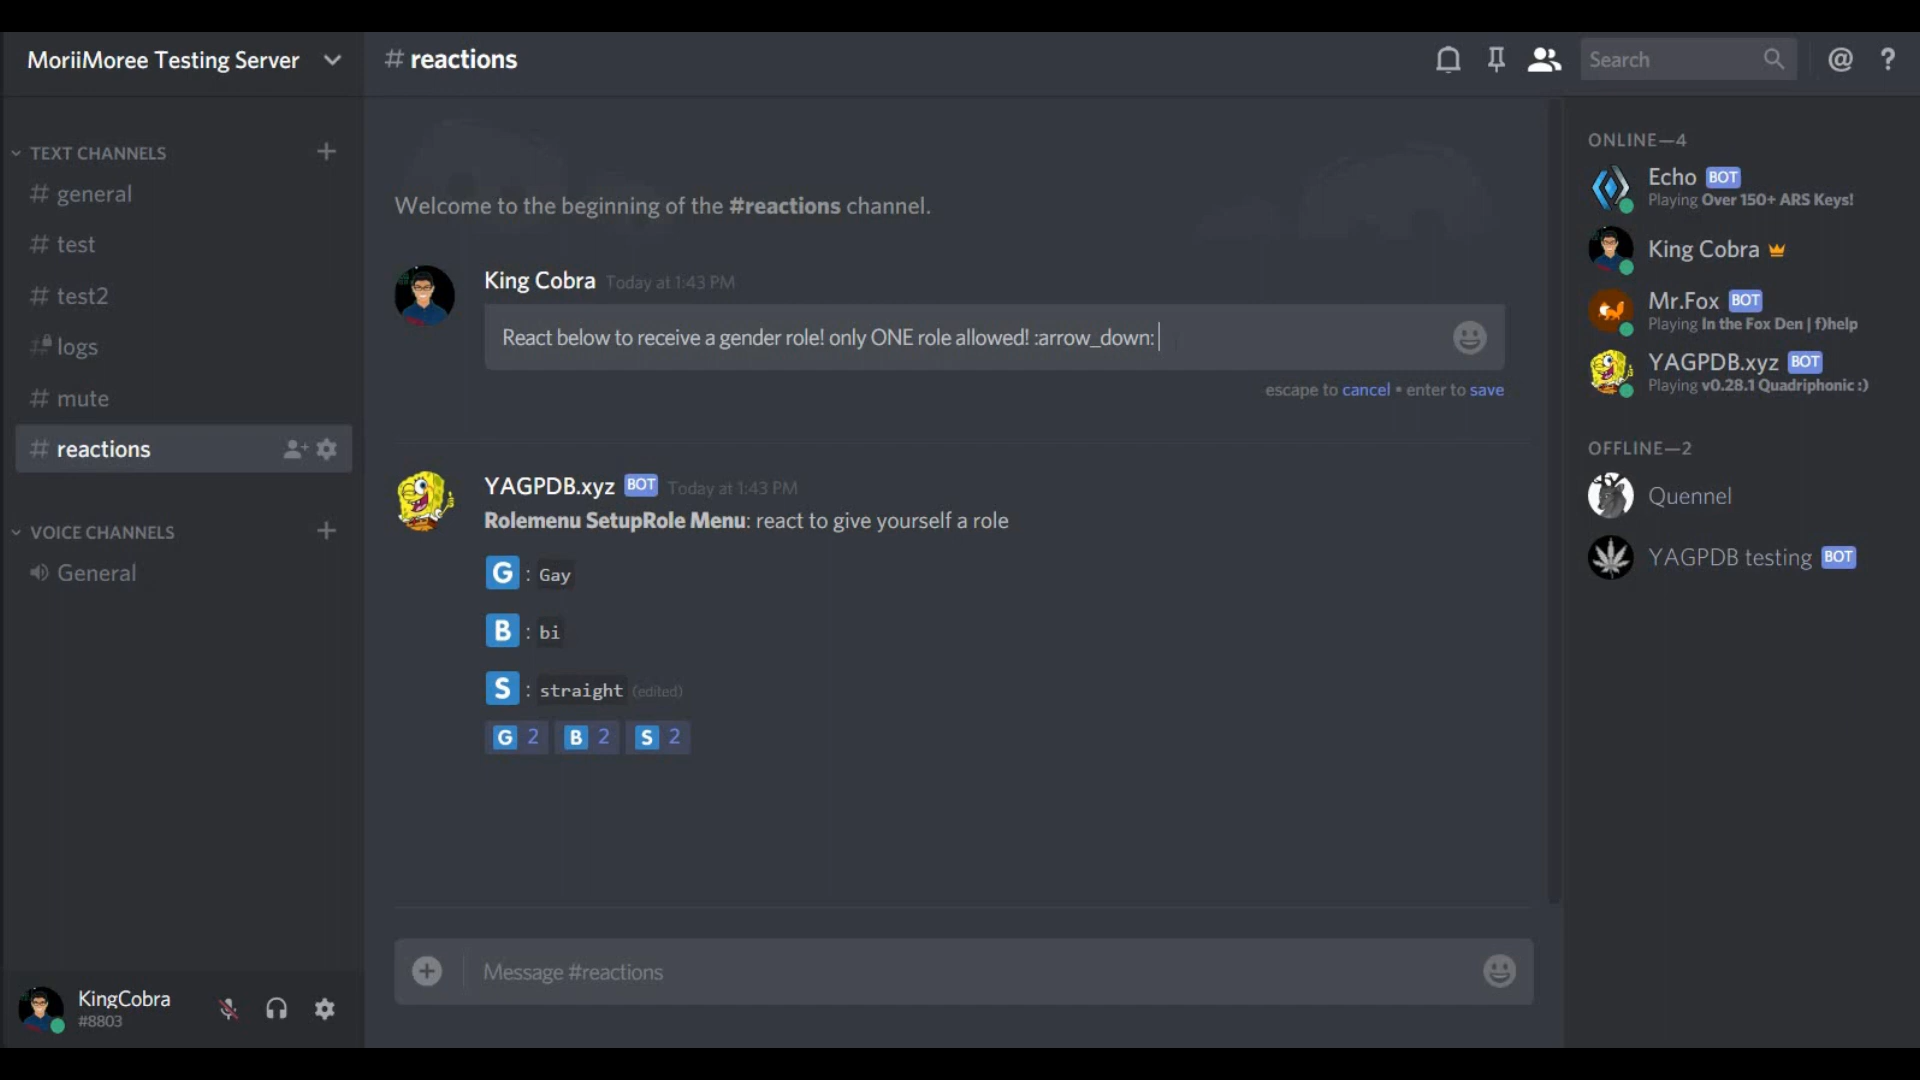 MoriiMoree Testing Server
# reactions
Search
@ ?
TEXT CHANNELS
# general
# test
# test2
# logs
# mute
# reactions
VOICE CHANNELS
General
KingCobra
#8803
Welcome to the beginning of the #reactions channel.
King Cobra Today at 1:43 PM
React below to receive a gender role! only ONE role allowed! :arrow_down:
escape to cancel • enter to save
YAGPDB.xyz BOT Today at 1:43 PM
Rolemenu SetupRole Menu: react to give yourself a role
G : Gay
B : bi
S : straight (edited)
G 2 B 2 S 2
Message #reactions
ONLINE—4
Echo BOT
Playing Over 150+ ARS Keys!
King Cobra
Mr.Fox BOT
Playing In the Fox Den | f)help
YAGPDB.xyz BOT
Playing v0.28.1 Quadriphonic :)
OFFLINE—2
Quennel
YAGPDB testing BOT